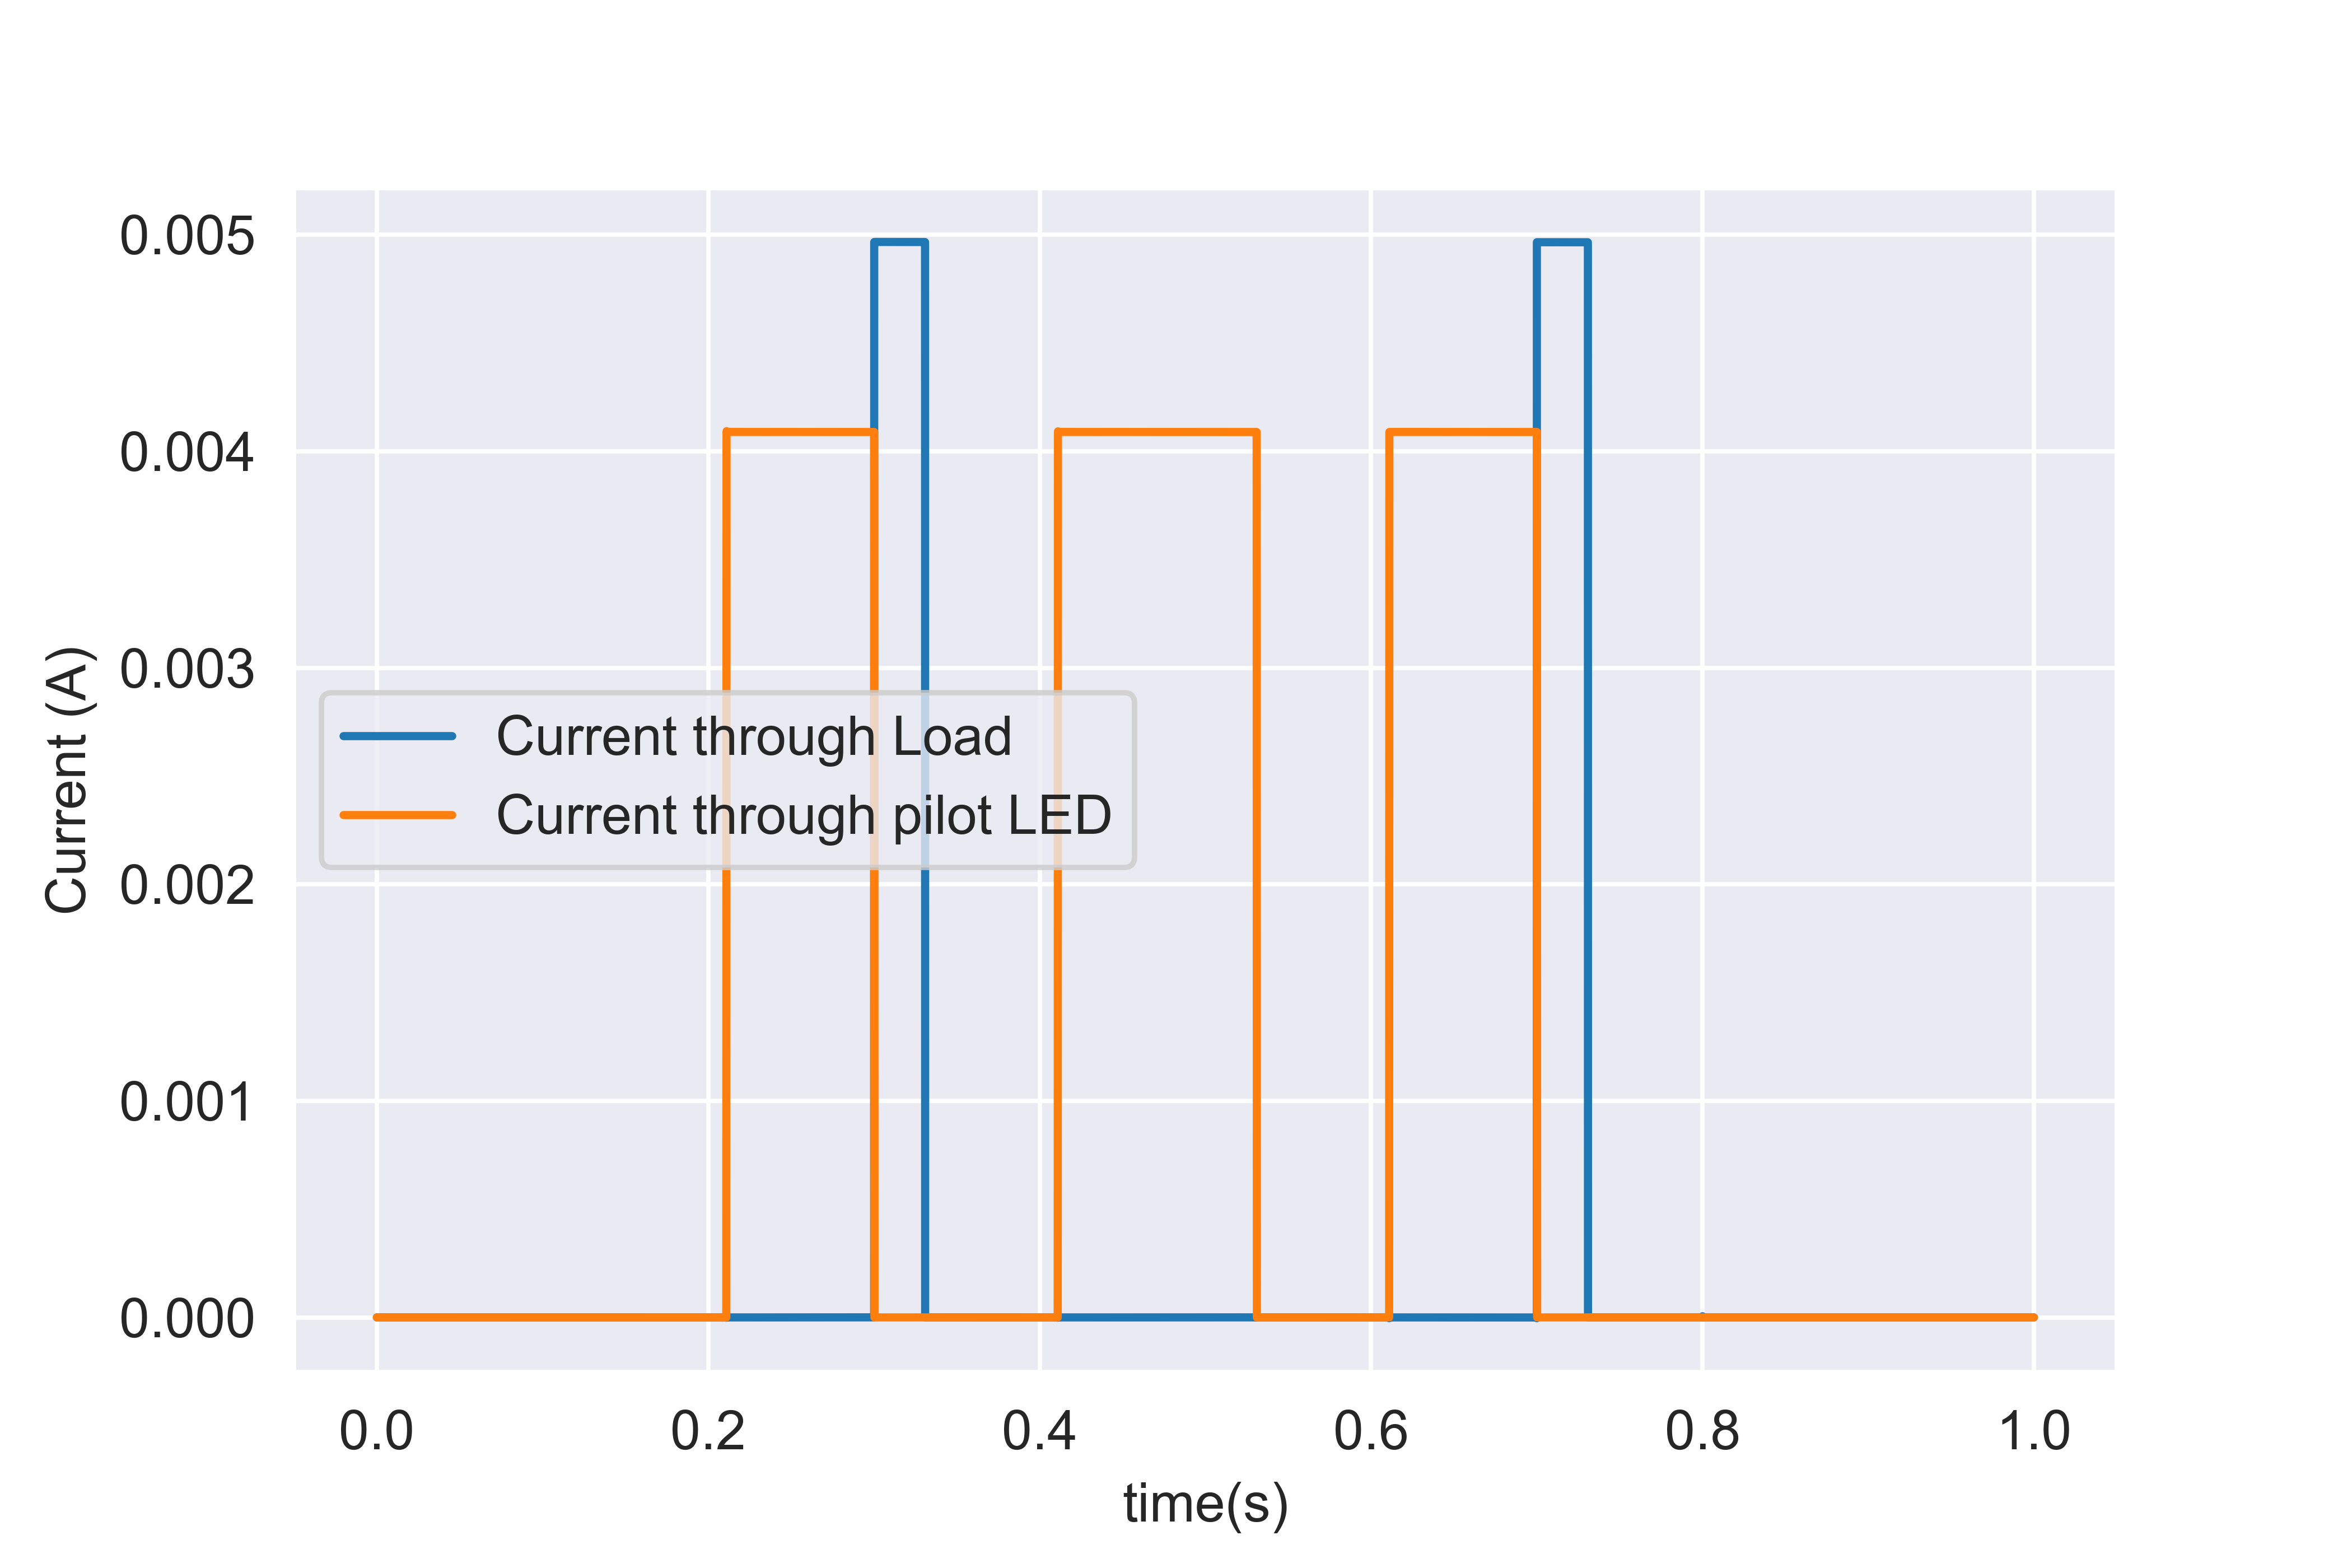 0.005
0.004
0.003
0.002
0.001
0.000
Current (A)
Current through Load
Current through pilot LED
0.0 0.2 0.4 0.6 0.8 1.0
time(s)